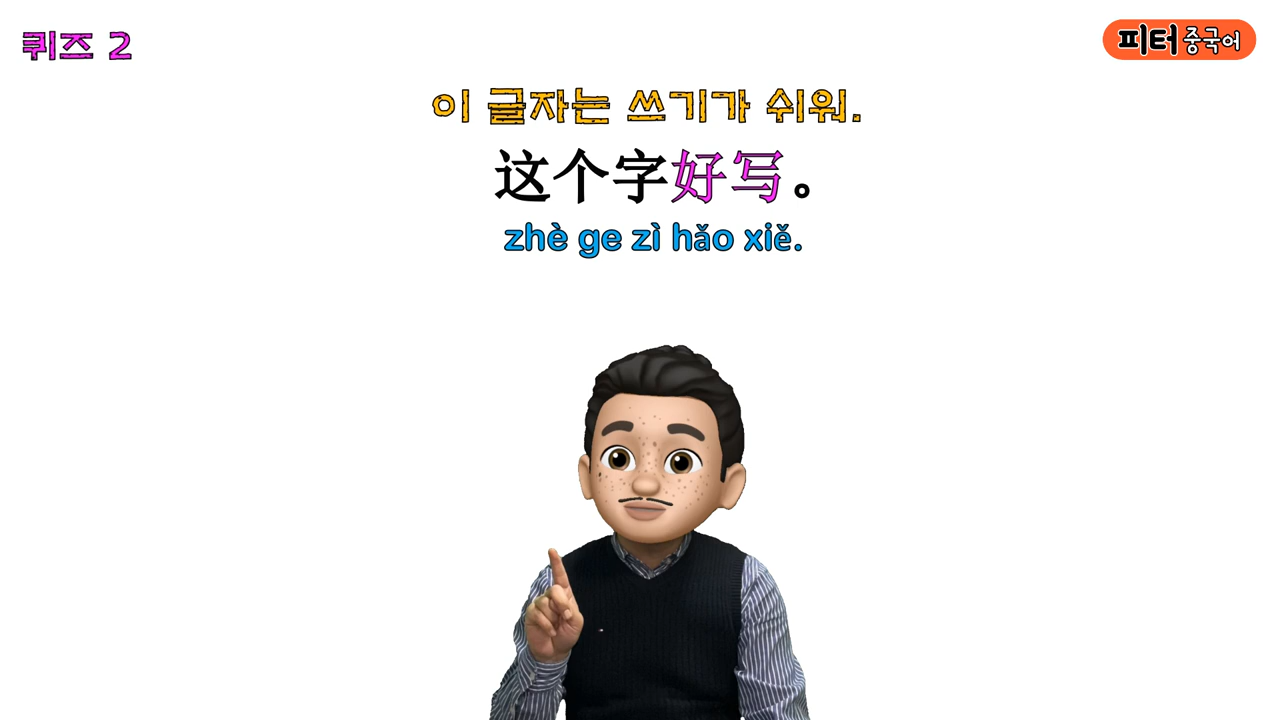 퀴즈 2
피터 중국어
이 글자는 쓰기가 쉬워.
这个字好写。
zhè ge zì hǎo xiě.